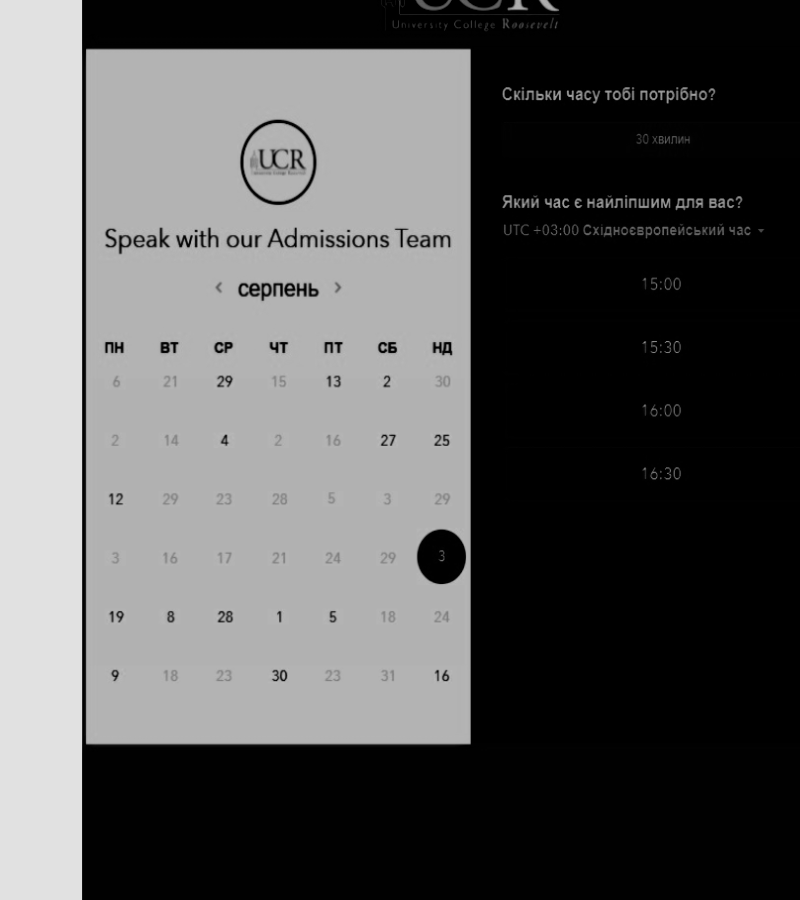 UCR
University College Roosevelt
UCR
Speak with our Admissions Team
серпень
ПН ВТ СР ЧТ ПТ СБ НД
6 21 29 15 13 2 30
2 14 4 2 16 27 25
12 29 23 28 5 3 29
3 16 17 21 24 29 3
19 8 28 1 5 18 24
9 18 23 30 23 31 16
Скільки часу тобі потрібно?
30 хвилин
Який час є найліпшим для вас?
UTC +03:00 Східноєвропейський час
15:00
15:30
16:00
16:30